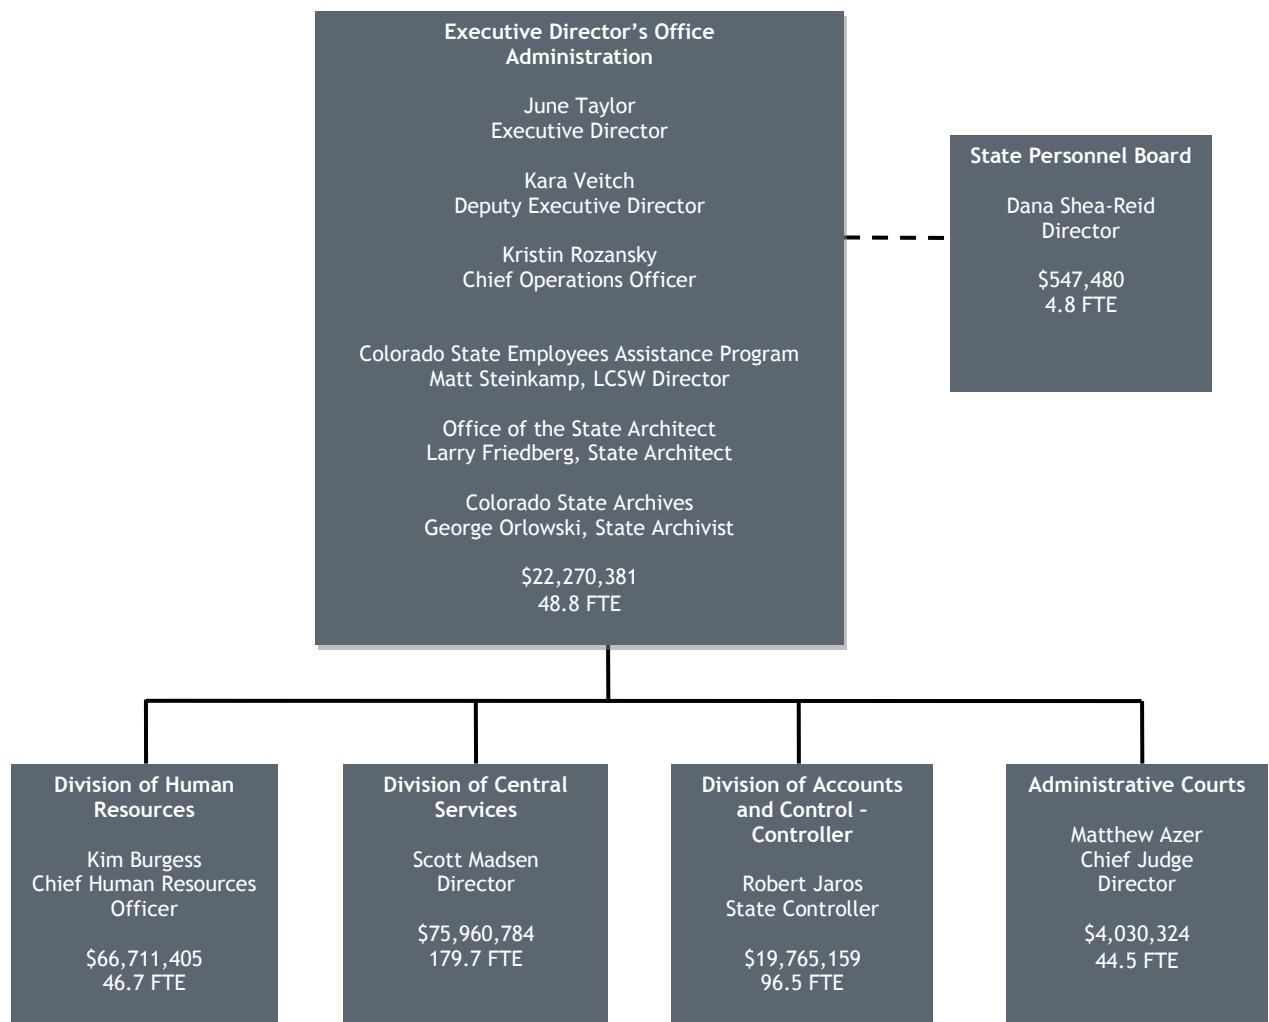 Executive Director’s Office
Administration
June Taylor
Executive Director
Kara Veitch
Deputy Executive Director
Kristin Rozansky
Chief Operations Officer
Colorado State Employees Assistance Program
Matt Steinkamp, LCSW Director
Office of the State Architect
Larry Friedberg, State Architect
Colorado State Archives
George Orlowski, State Archivist
$22,270,381
48.8 FTE
State Personnel Board
Dana Shea-Reid
Director
$547,480
4.8 FTE
Division of Human
Resources
Kim Burgess
Chief Human Resources
Officer
$66,711,405
46.7 FTE
Division of Central
Services
Scott Madsen
Director
$75,960,784
179.7 FTE
Division of Accounts
and Control –
Controller
Robert Jaros
State Controller
$19,765,159
96.5 FTE
Administrative Courts
Matthew Azer
Chief Judge
Director
$4,030,324
44.5 FTE